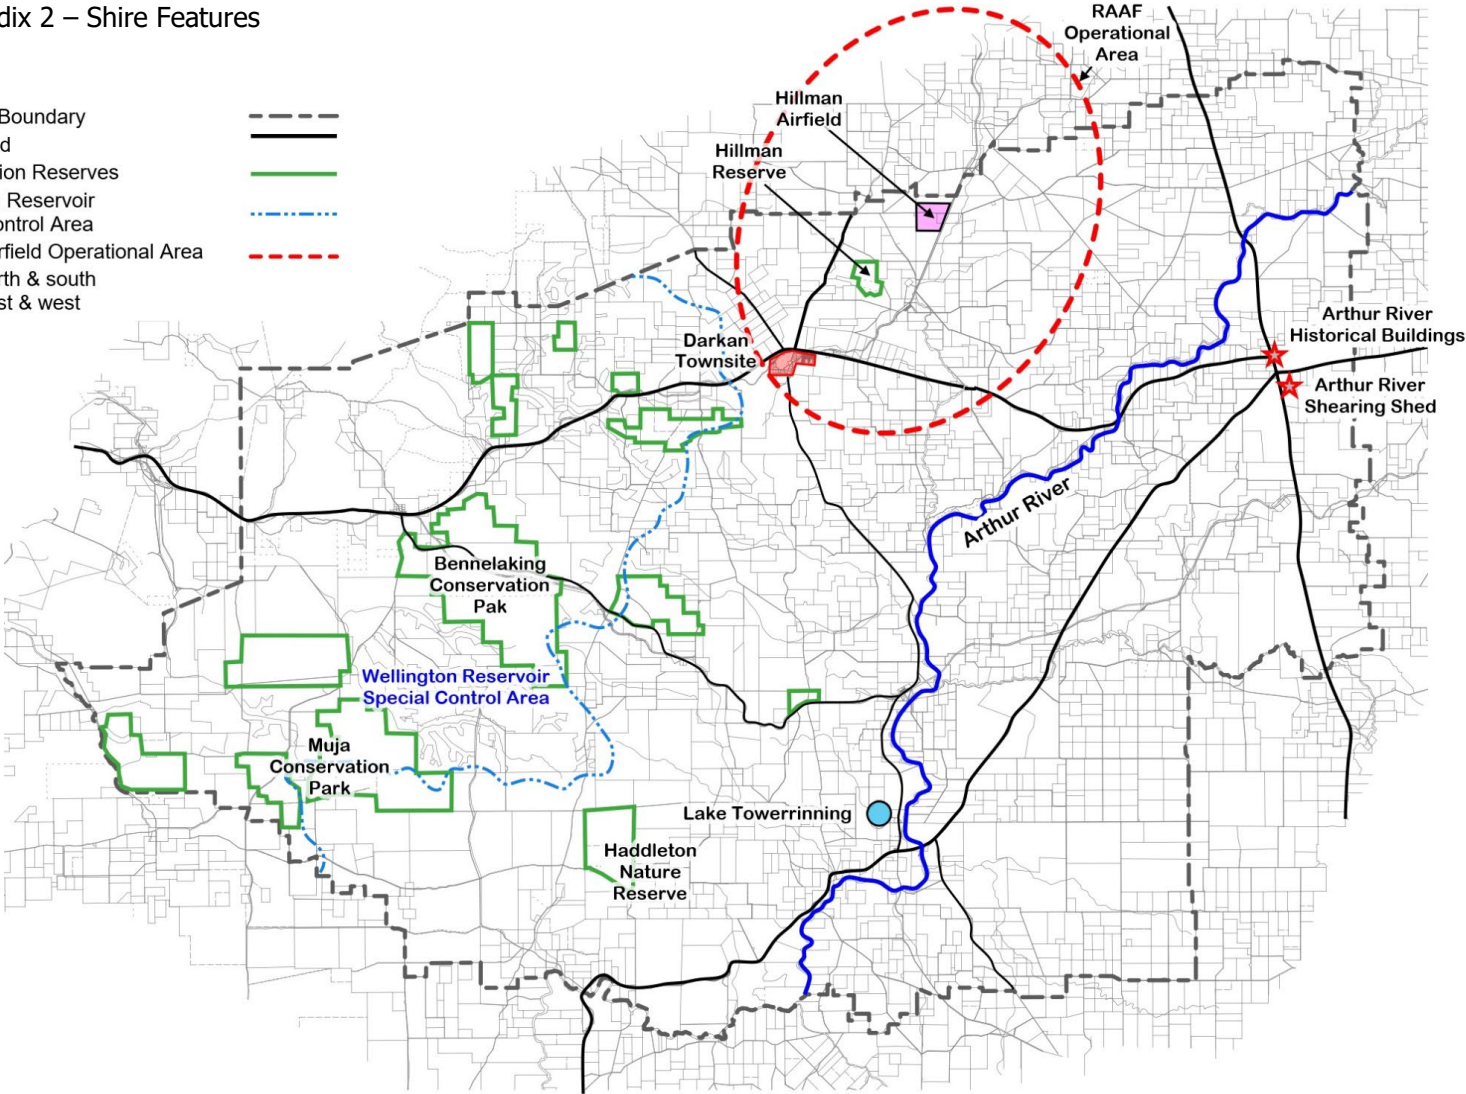 dix 2 – Shire Features
Boundary
d
ion Reserves
Reservoir
ontrol Area
rfield Operational Area
rth & south
st & west
RAAF
Operational
Area
Hillman
Airfield
Hillman
Reserve
Darkan
Townsite
Arthur River
Historical Buildings
Arthur River
Shearing Shed
Arthur River
Bennelaking
Conservation
Pak
Wellington Reservoir
Special Control Area
Muja
Conservation
Park
Lake Towerrinning
Haddleton
Nature
Reserve